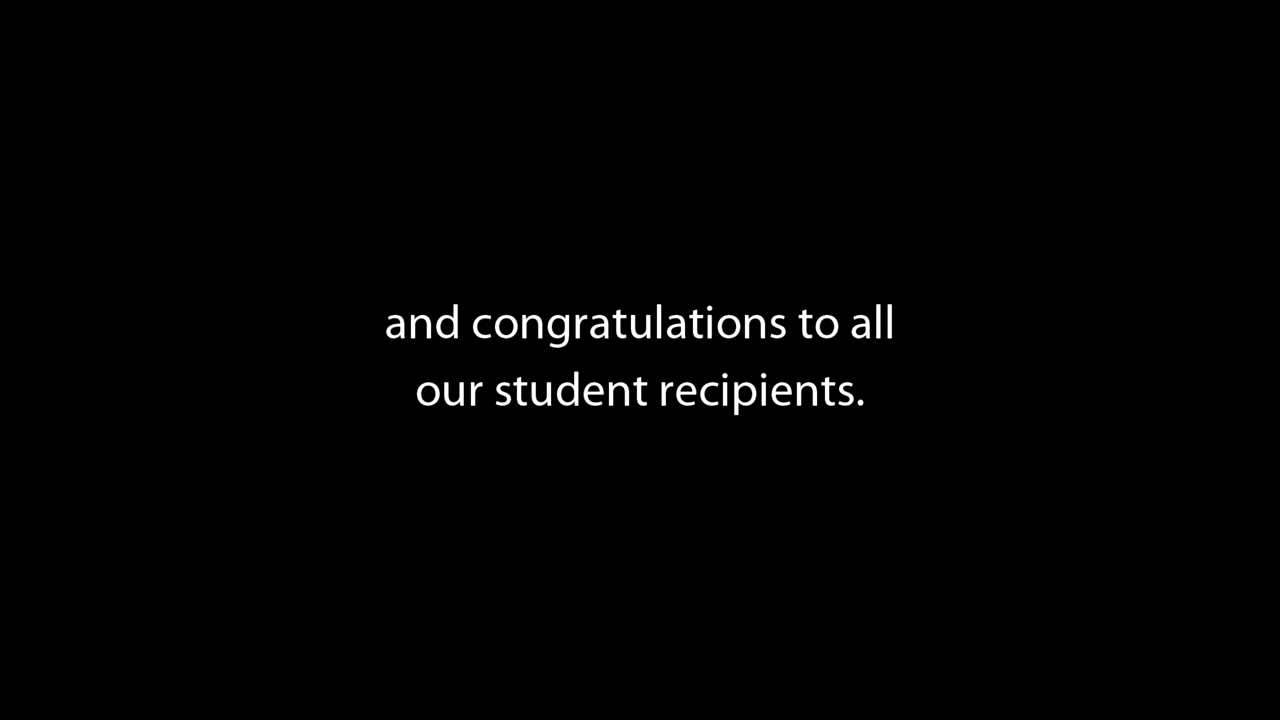 and congratulations to all
our student recipients.